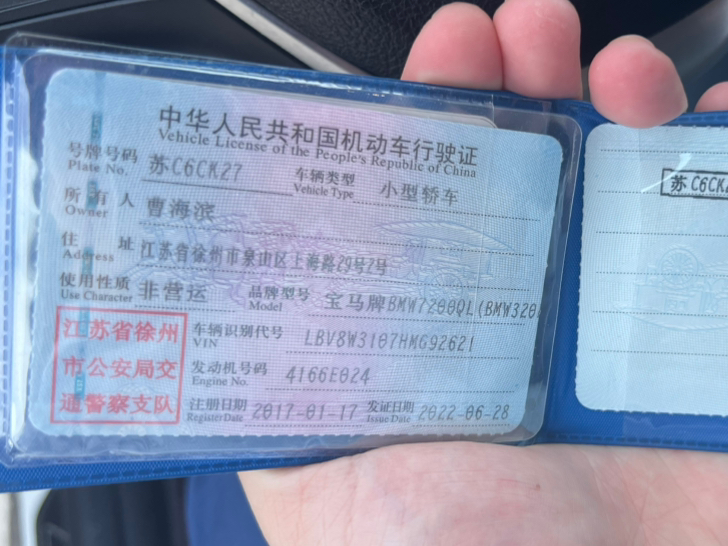 中华人民共和国机动车行驶证
Vehicle License of the People's Republic of China
号牌号码 苏C6CK27 车辆类型 小型轿车
Plate No. Vehicle Type
所有人 曹海滨
Owner
住址 江苏省徐州市泉山区上海路29号2号
Address
使用性质 非营运 品牌型号 宝马牌BMW7200QL(BMW320
Use Character Model
江苏省徐州 车辆识别代号 LBV8W3107HMG92621
VIN
市公安局交 发动机号码 4166E024
Engine No.
通警察支队 注册日期 2017-01-17 发证日期 2022-06-28
Register Date Issue Date
苏C6CK